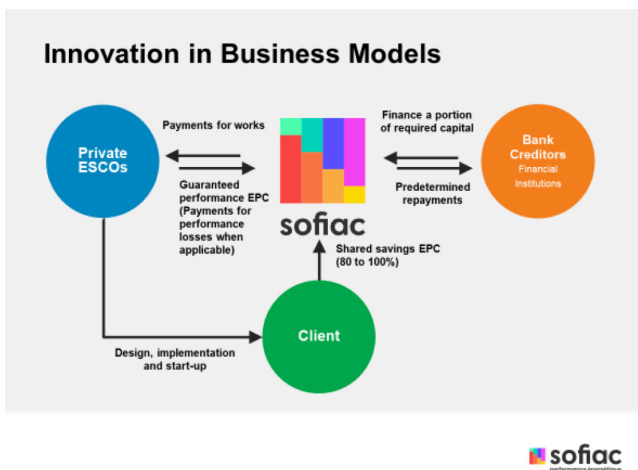 Innovation in Business Models
Private
ESCOs
Payments for works
Guaranteed
performance EPC
(Payments for
performance
losses when
applicable)
sofiac
Finance a portion
of required capital
Predetermined
repayments
Bank
Creditors
Financial
Institutions
Shared savings EPC
(80 to 100%)
Client
Design, implementation
and start-up
sofiac
performance énergétique